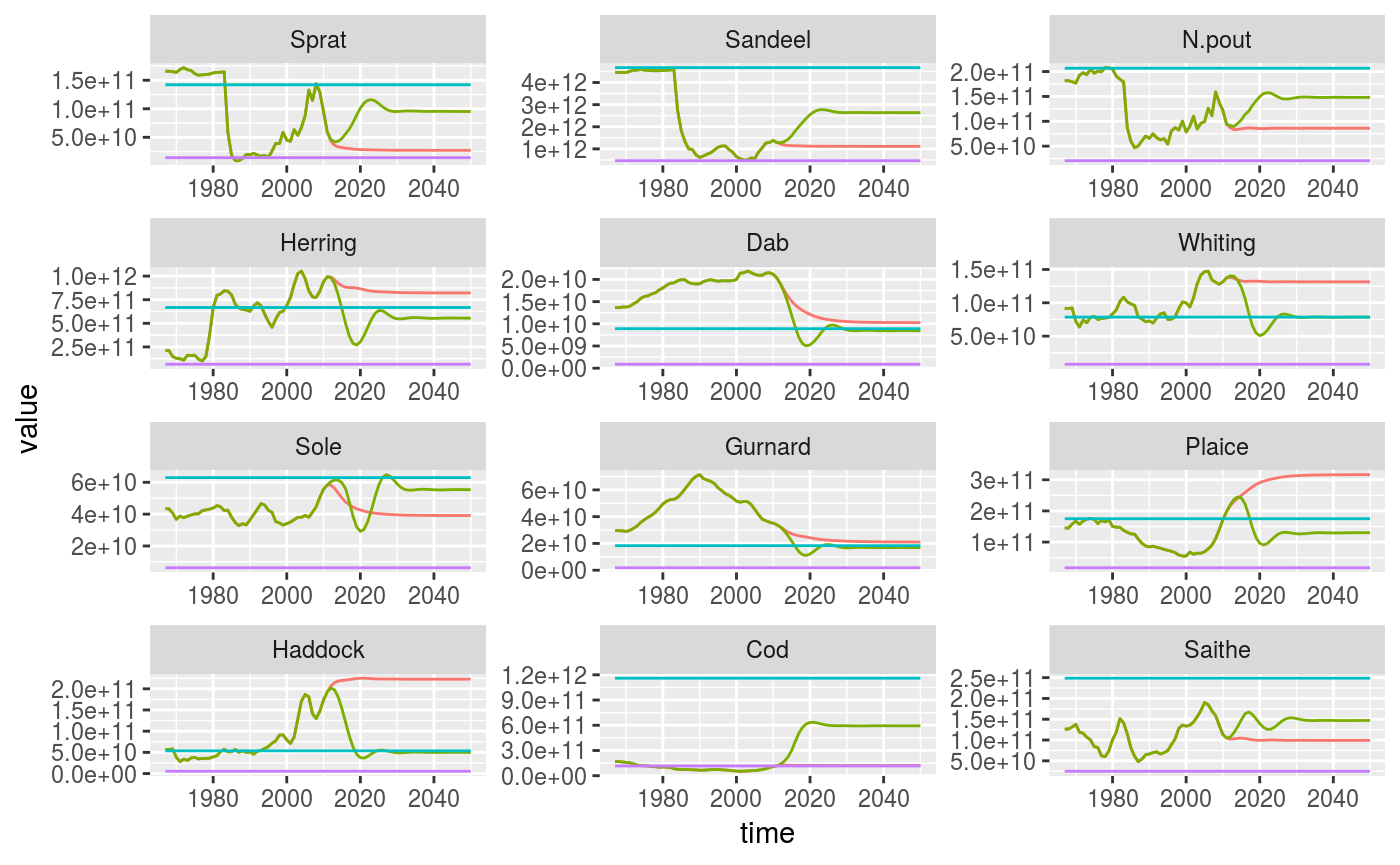 Sprat Sandeel N.pout
1.5e+11 1.0e+11 5.0e+10
4e+12 3e+12 2e+12 1e+12
2.0e+11 1.5e+11 1.0e+11 5.0e+10
1980 2000 2020 2040 1980 2000 2020 2040 1980 2000 2020 2040
Herring Dab Whiting
1.0e+12 7.5e+11 5.0e+11 2.5e+11
2.0e+10 1.5e+10 1.0e+10 5.0e+09 0.0e+00
1.5e+11 1.0e+11 5.0e+10
1980 2000 2020 2040 1980 2000 2020 2040 1980 2000 2020 2040
value
Sole Gurnard Plaice
6e+10 4e+10 2e+10
6e+10 4e+10 2e+10 0e+00
3e+11 2e+11 1e+11
1980 2000 2020 2040 1980 2000 2020 2040 1980 2000 2020 2040
Haddock Cod Saithe
2.0e+11 1.5e+11 1.0e+11 5.0e+10 0.0e+00
1.2e+12 9.0e+11 6.0e+11 3.0e+11 0.0e+00
2.5e+11 2.0e+11 1.5e+11 1.0e+11 5.0e+10
1980 2000 2020 2040 1980 2000 2020 2040 1980 2000 2020 2040
time